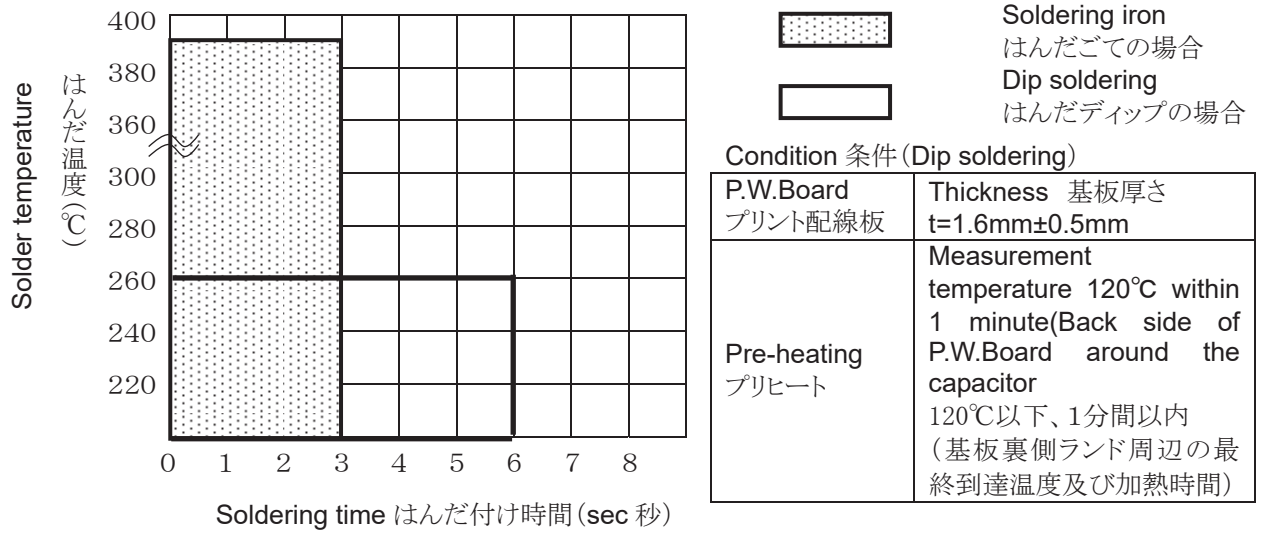 Solder temperature
はんだ温度(℃)
400
380
360
300
280
260
240
220
0 1 2 3 4 5 6 7 8
Soldering time はんだ付け時間(sec 秒)
Soldering iron
はんだごての場合
Dip soldering
はんだディップの場合
Condition 条件(Dip soldering)
P.W.Board
プリント配線板
Thickness 基板厚さ
t=1.6mm±0.5mm
Pre-heating
プリヒート
Measurement
temperature 120℃ within
1 minute(Back side of
P.W.Board around the
capacitor
120℃以下、1分間以内
(基板裏側ランド周辺の最
終到達温度及び加熱時間)